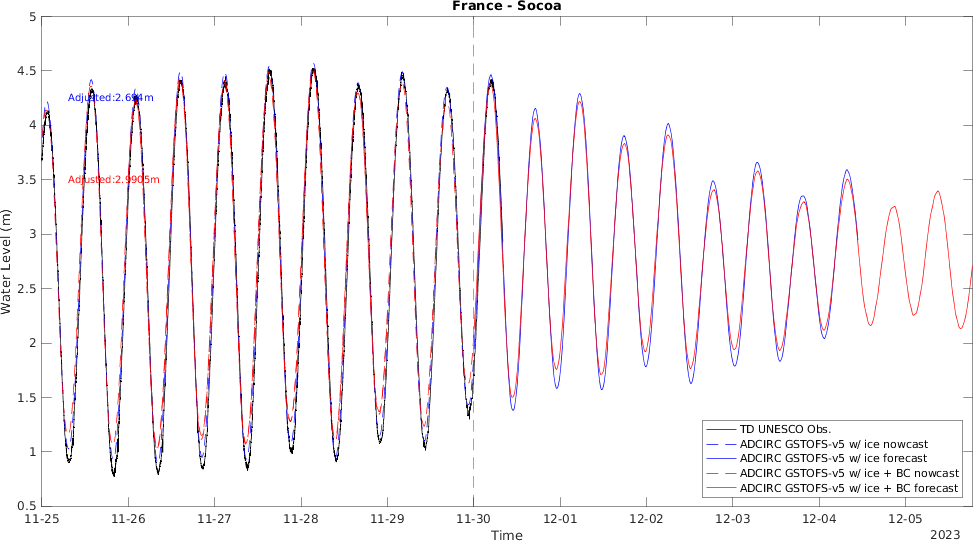 France - Socoa
5
4.5
4
3.5
3
2.5
2
1.5
1
0.5
Water Level (m)
Adjusted:2.694m
Adjusted:2.9905m
TD UNESCO Obs.
ADCIRC GSTOFS-v5 w/ ice nowcast
ADCIRC GSTOFS-v5 w/ ice forecast
ADCIRC GSTOFS-v5 w/ ice + BC nowcast
ADCIRC GSTOFS-v5 w/ ice + BC forecast
11-25 11-26 11-27 11-28 11-29 11-30 12-01 12-02 12-03 12-04 12-05
Time
2023